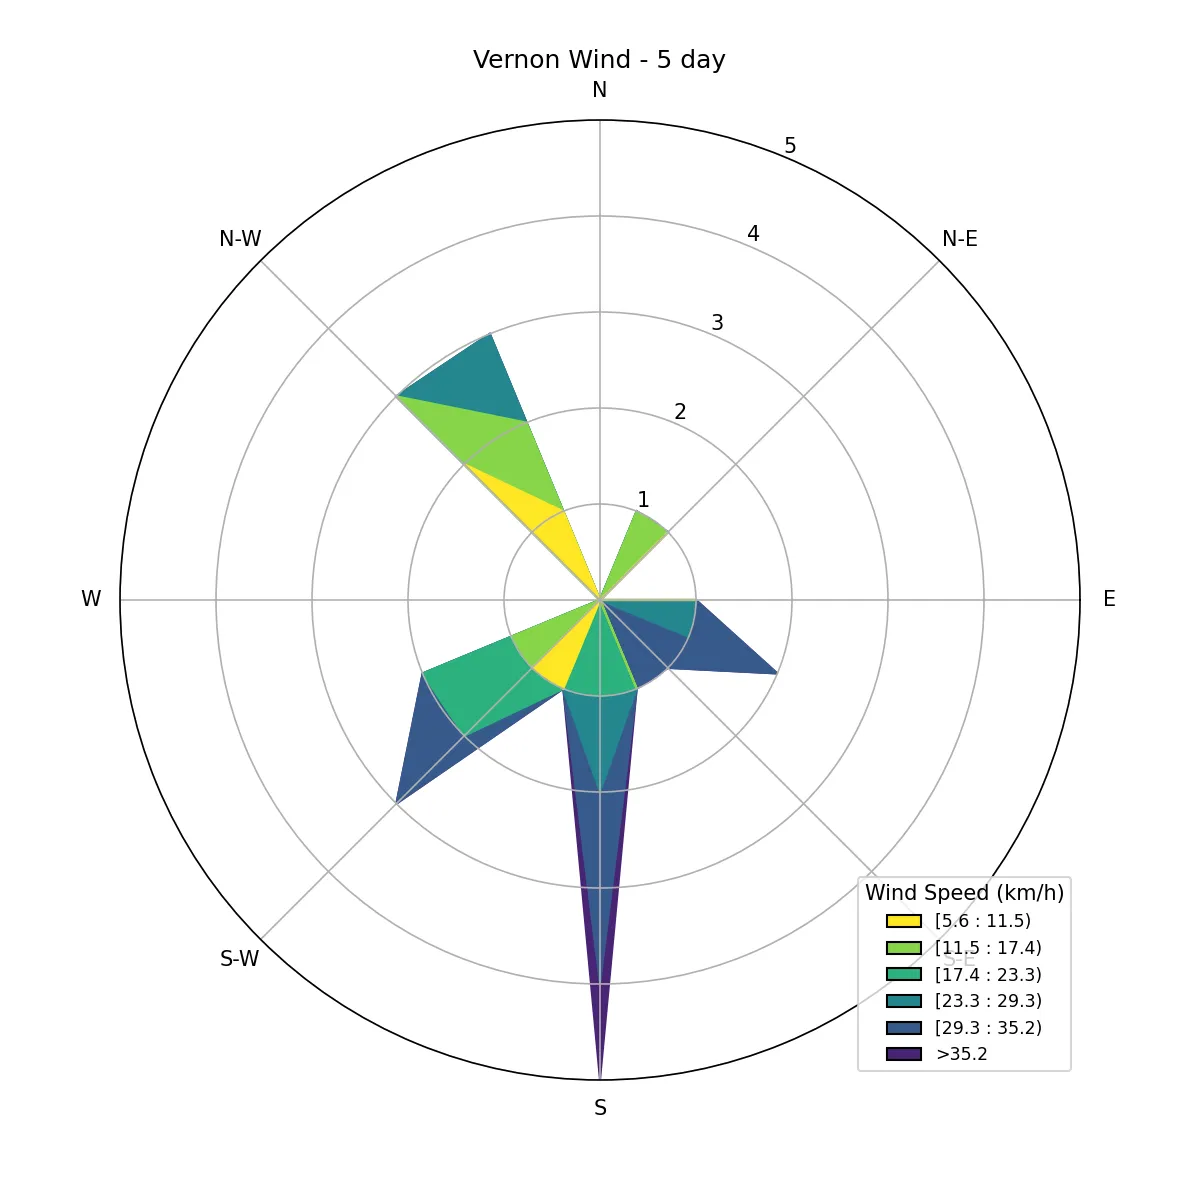 Vernon Wind - 5 day
N
5
N-W
N-E
4
3
2
1
W
E
S-W
S-E
S
Wind Speed (km/h)
[5.6 : 11.5)
[11.5 : 17.4)
[17.4 : 23.3)
[23.3 : 29.3)
[29.3 : 35.2)
>35.2